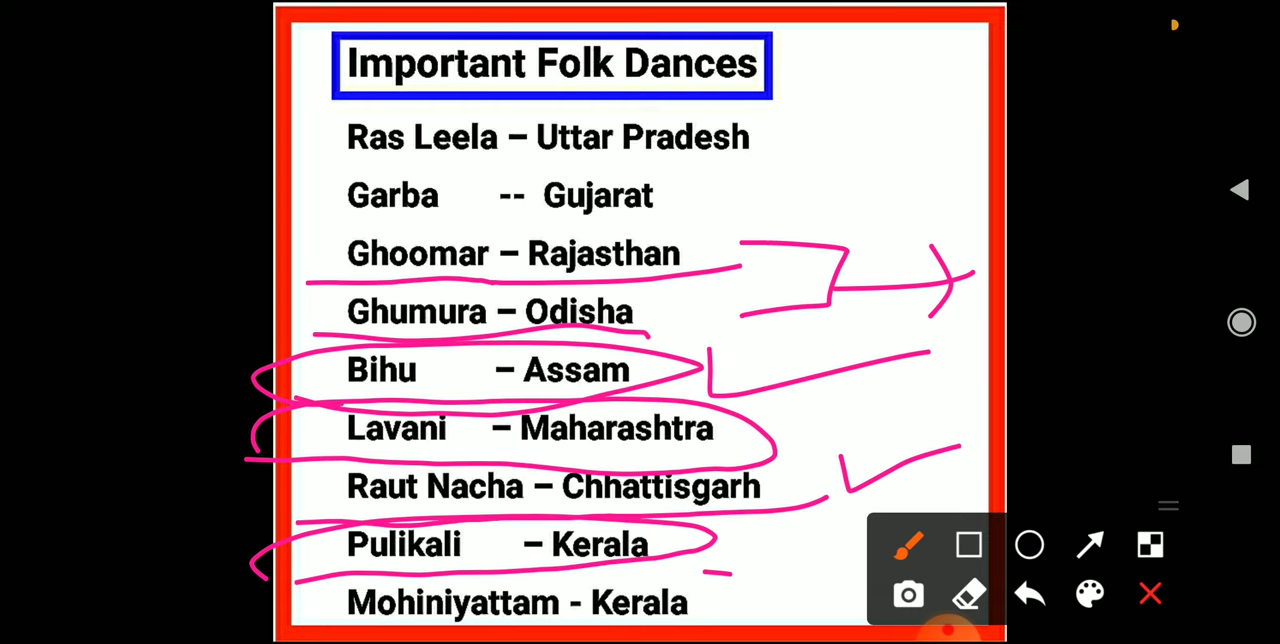 Important Folk Dances
Ras Leela – Uttar Pradesh
Garba -- Gujarat
Ghoomar – Rajasthan
Ghumura – Odisha
Bihu – Assam
Lavani – Maharashtra
Raut Nacha – Chhattisgarh
Pulikali – Kerala
Mohiniyattam - Kerala